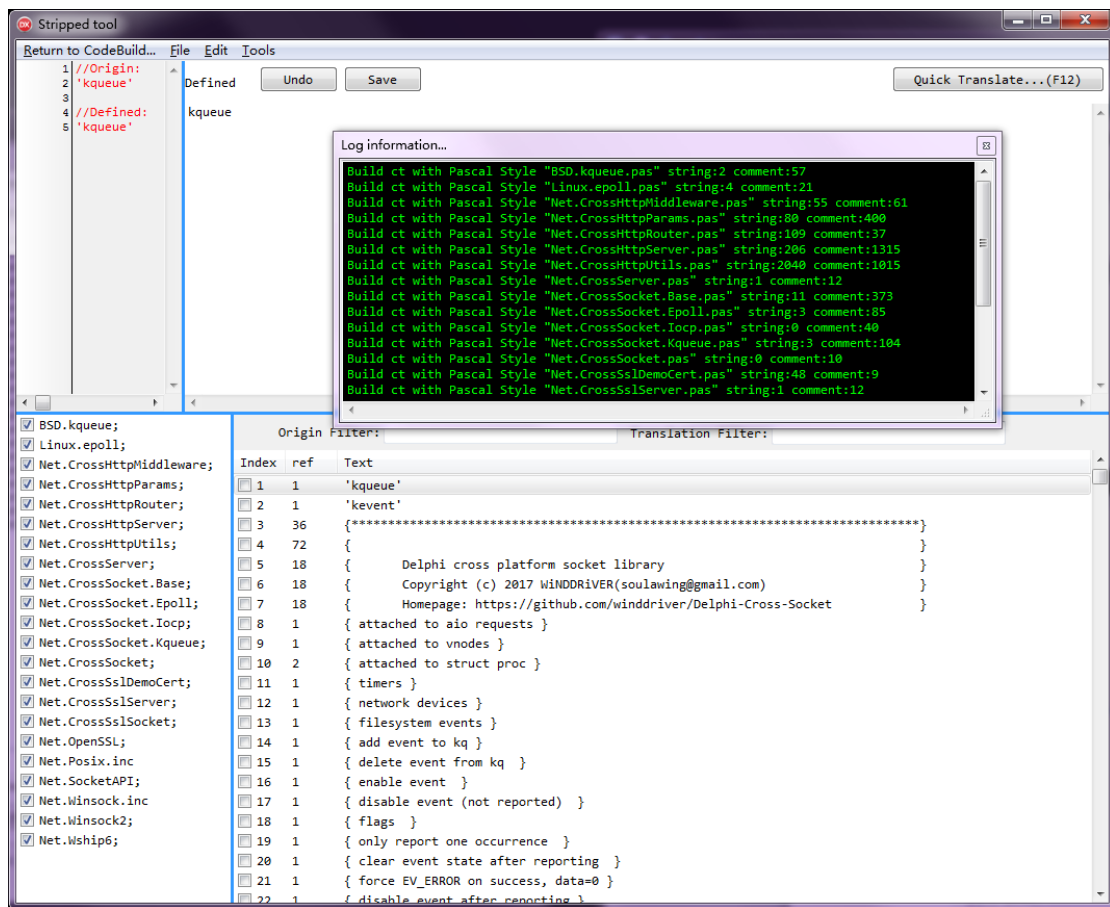 Stripped tool
Return to CodeBuild... File Edit Tools
1 //Origin:
2 'kqueue'
3
4 //Defined:
5 'kqueue'
Defined Undo Save Quick Translate...(F12)
kqueue
Log information...
Build ct with Pascal Style "BSD.kqueue.pas" string:2 comment:57
Build ct with Pascal Style "Linux.epoll.pas" string:4 comment:21
Build ct with Pascal Style "Net.CrossHttpMiddleware.pas" string:55 comment:61
Build ct with Pascal Style "Net.CrossHttpParams.pas" string:80 comment:400
Build ct with Pascal Style "Net.CrossHttpRouter.pas" string:109 comment:37
Build ct with Pascal Style "Net.CrossHttpServer.pas" string:206 comment:1315
Build ct with Pascal Style "Net.CrossHttpUtils.pas" string:2040 comment:1015
Build ct with Pascal Style "Net.CrossServer.pas" string:1 comment:12
Build ct with Pascal Style "Net.CrossSocket.Base.pas" string:11 comment:373
Build ct with Pascal Style "Net.CrossSocket.Epoll.pas" string:3 comment:85
Build ct with Pascal Style "Net.CrossSocket.Iocp.pas" string:0 comment:40
Build ct with Pascal Style "Net.CrossSocket.Kqueue.pas" string:3 comment:104
Build ct with Pascal Style "Net.CrossSocket.pas" string:0 comment:10
Build ct with Pascal Style "Net.CrossSslDemoCert.pas" string:48 comment:9
Build ct with Pascal Style "Net.CrossSslServer.pas" string:1 comment:12
BSD.kqueue;
Linux.epoll;
Net.CrossHttpMiddleware;
Net.CrossHttpParams;
Net.CrossHttpRouter;
Net.CrossHttpServer;
Net.CrossHttpUtils;
Net.CrossServer;
Net.CrossSocket.Base;
Net.CrossSocket.Epoll;
Net.CrossSocket.Iocp;
Net.CrossSocket.Kqueue;
Net.CrossSocket;
Net.CrossSslDemoCert;
Net.CrossSslServer;
Net.CrossSslSocket;
Net.OpenSSL;
Net.Posix.inc
Net.SocketAPI;
Net.Winsock.inc
Net.Winsock2;
Net.Wship6;
Origin Filter: Translation Filter:
Index ref Text
1 1 'kqueue'
2 1 'kevent'
3 36 {******************************************************************************}
4 72 { }
5 18 { Delphi cross platform socket library }
6 18 { Copyright (c) 2017 WiNDDRiVER(soulawing@gmail.com) }
7 18 { Homepage: https://github.com/winddriver/Delphi-Cross-Socket }
8 1 { attached to aio requests }
9 1 { attached to vnodes }
10 2 { attached to struct proc }
11 1 { timers }
12 1 { network devices }
13 1 { filesystem events }
14 1 { add event to kq }
15 1 { delete event from kq }
16 1 { enable event }
17 1 { disable event (not reported) }
18 1 { flags }
19 1 { only report one occurrence }
20 1 { clear event state after reporting }
21 1 { force EV_ERROR on success, data=0 }
22 1 { disable event after reporting }